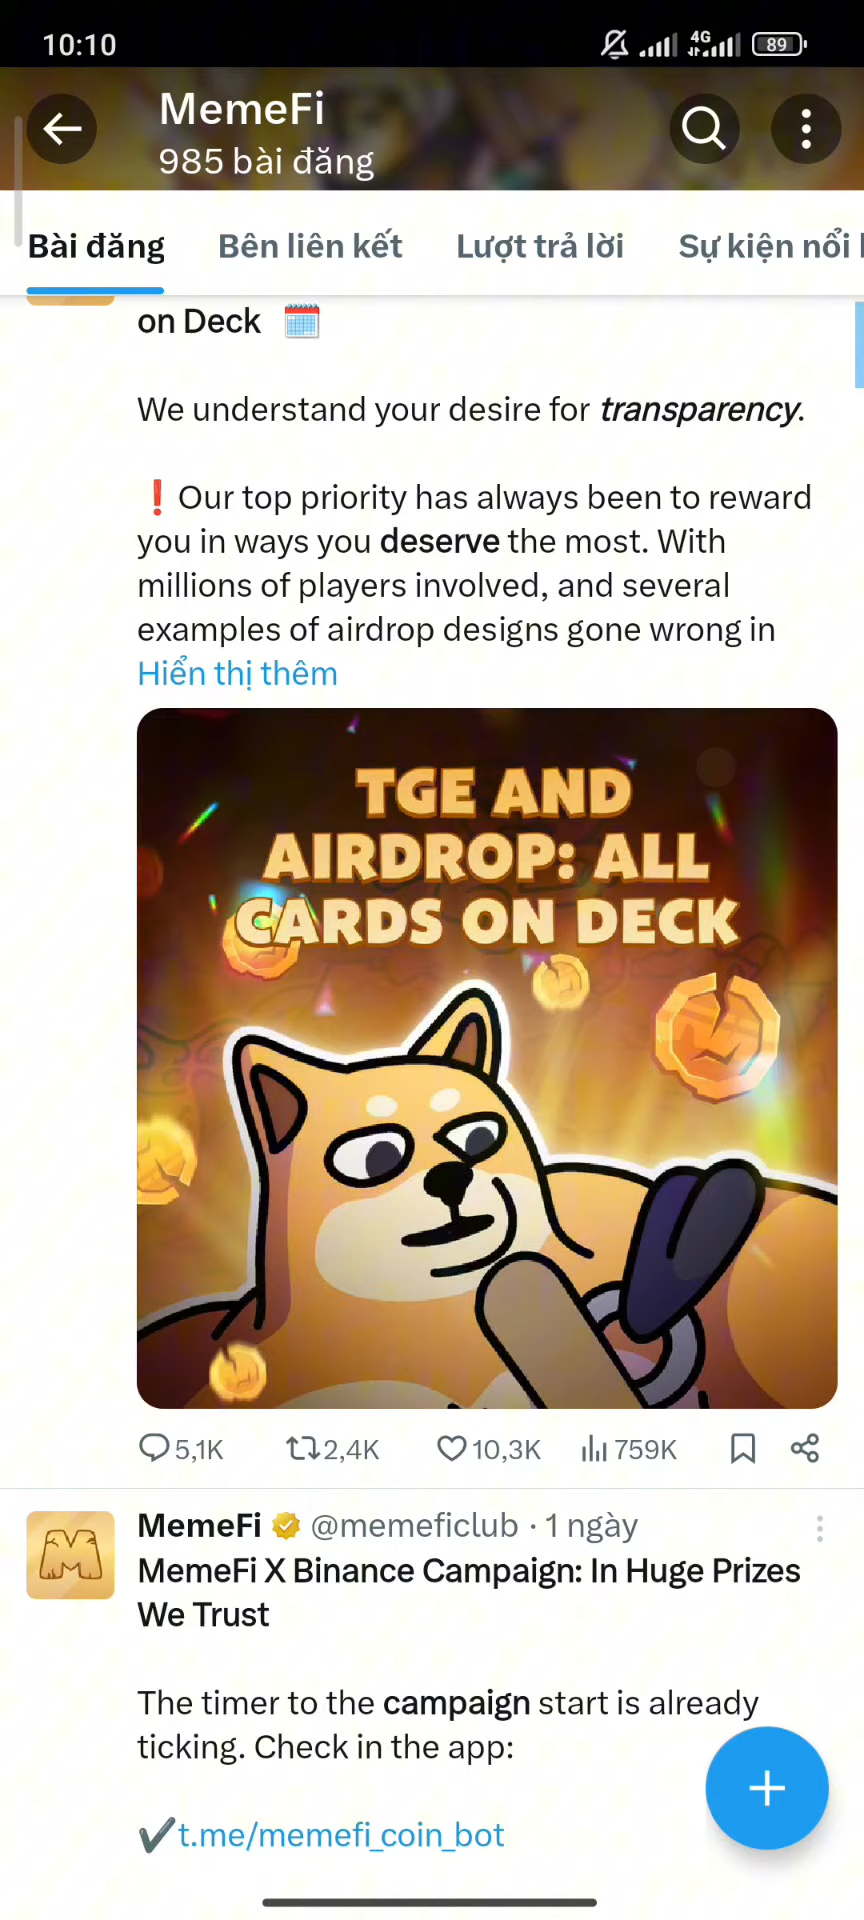 10:10
4G
89
MemeFi
985 bài đăng
Bài đăng
Bên liên kết
Lượt trả lời
Sự kiện nổi
on Deck
We understand your desire for transparency.
❗ Our top priority has always been to reward
you in ways you deserve the most. With
millions of players involved, and several
examples of airdrop designs gone wrong in
Hiển thị thêm
TGE AND
AIRDROP: ALL
CARDS ON DECK
5,1K
2,4K
10,3K
759K
MemeFi @memeficlub · 1 ngày
MemeFi X Binance Campaign: In Huge Prizes
We Trust
The timer to the campaign start is already
ticking. Check in the app:
✔t.me/memefi_coin_bot